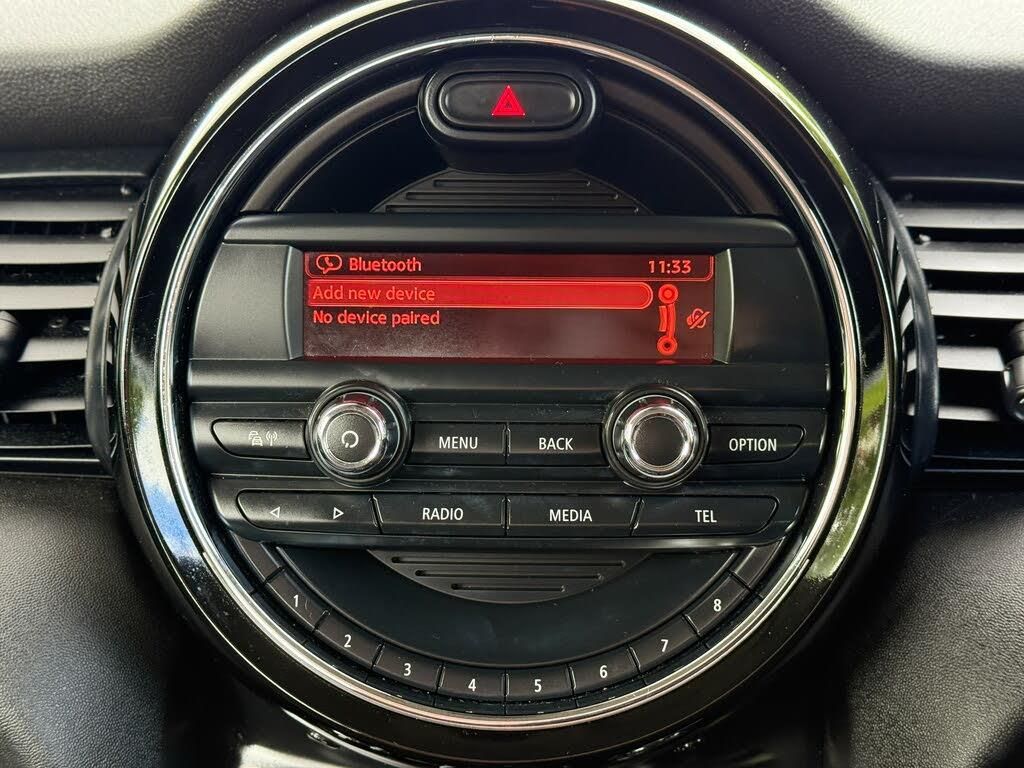 Bluetooth 11:33
Add new device
No device paired
MENU BACK OPTION
RADIO MEDIA TEL
1 2 3 4 5 6 7 8